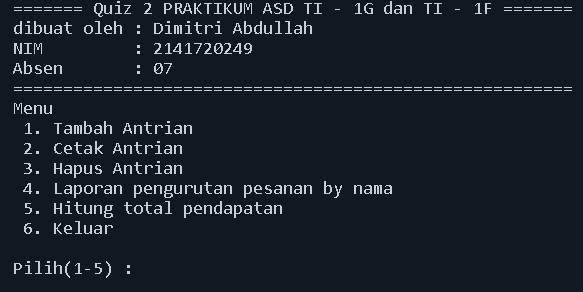 ======= Quiz 2 PRAKTIKUM ASD TI - 1G dan TI - 1F =======
dibuat oleh : Dimitri Abdullah
NIM         : 2141720249
Absen       : 07
========================================================
Menu
 1. Tambah Antrian
 2. Cetak Antrian
 3. Hapus Antrian
 4. Laporan pengurutan pesanan by nama
 5. Hitung total pendapatan
 6. Keluar
Pilih(1-5) :